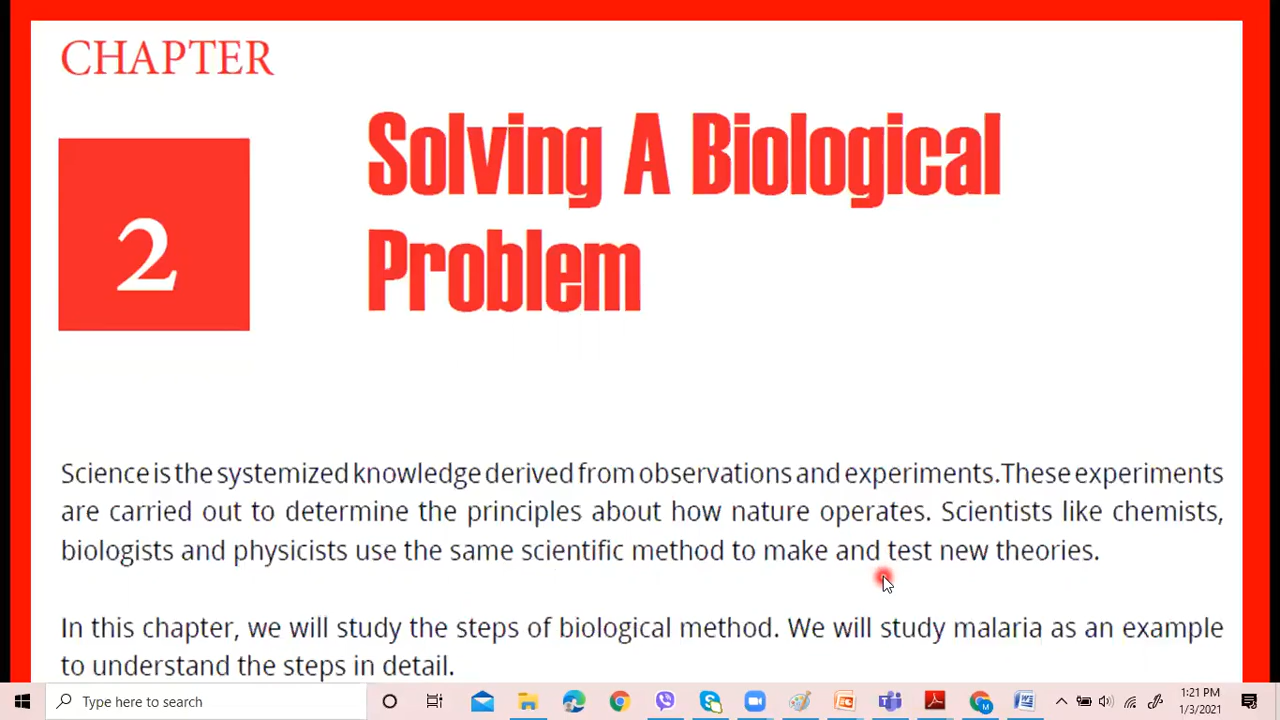 CHAPTER
2
Solving A Biological
Problem
Science is the systemized knowledge derived from observations and experiments. These experiments
are carried out to determine the principles about how nature operates. Scientists like chemists,
biologists and physicists use the same scientific method to make and test new theories.
In this chapter, we will study the steps of biological method. We will study malaria as an example
to understand the steps in detail.
Type here to search
1:21 PM
1/3/2021